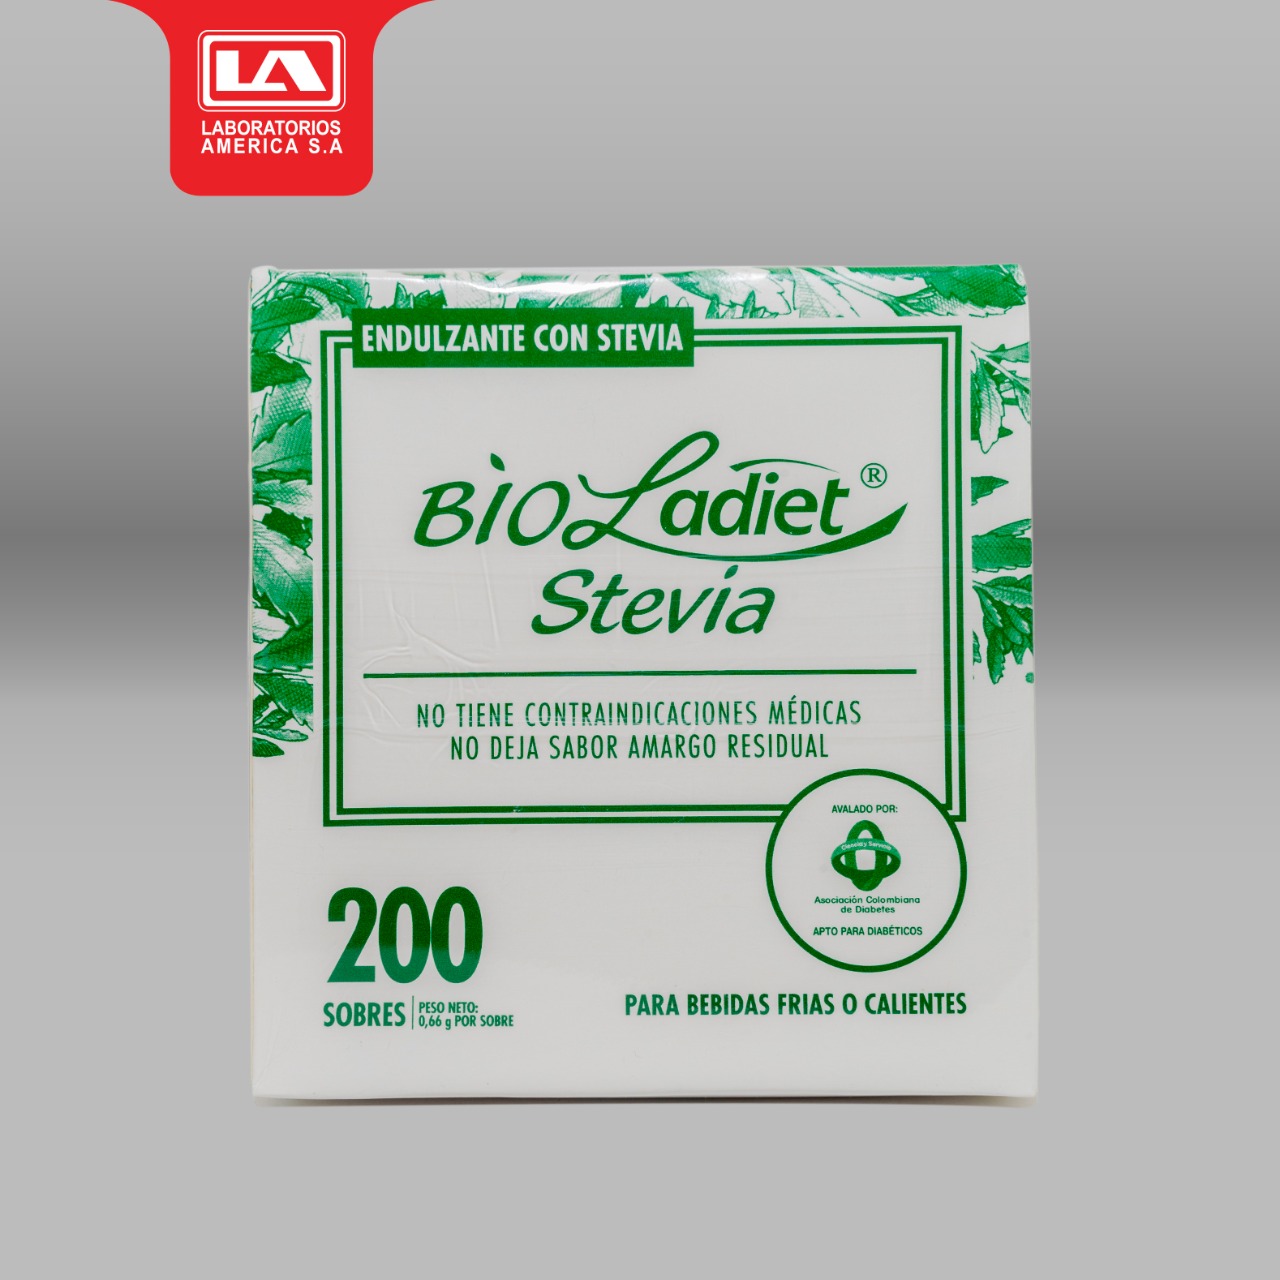 LA
LABORATORIOS
AMERICA S.A
ENDULZANTE CON STEVIA
BioLadiet®
Stevia
NO TIENE CONTRAINDICACIONES MÉDICAS
NO DEJA SABOR AMARGO RESIDUAL
AVALADO POR:
Ciencia y Servicio
Asociación Colombiana
de Diabetes
APTO PARA DIABÉTICOS
200
SOBRES
PESO NETO:
0,66 g POR SOBRE
PARA BEBIDAS FRIAS O CALIENTES